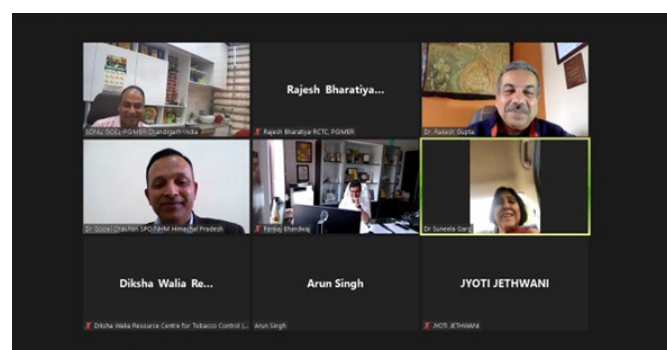 SONU GOEL-PGIMER Chandigarh-India
Rajesh Bharatiya...
Rajesh Bharatiya-RCTC, PGIMER
Dr. Rakesh Gupta
Dr Gopal Chauhan SPO NHM Himachal Pradesh
Pankaj Bhardwaj
Dr Suneela Garg
Diksha Walia Re...
Diksha Walia Resource Centre for Tobacco Control (...
Arun Singh
Arun Singh
JYOTI JETHWANI
JYOTI JETHWANI